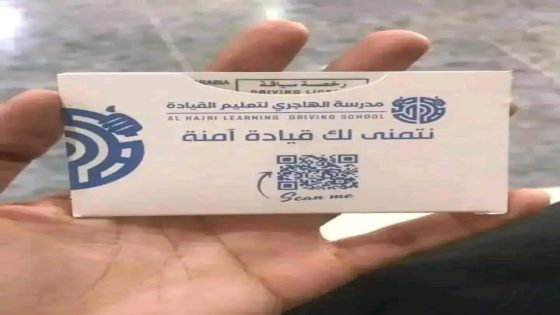 رخصة سياقة
ARABIA
DRIVING LICE
مدرسة الهاجري لتعليم القيادة
AL HAJRI LEARNING DRIVING SCHOOL
نتمنى لك قيادة آمنة
Scan me